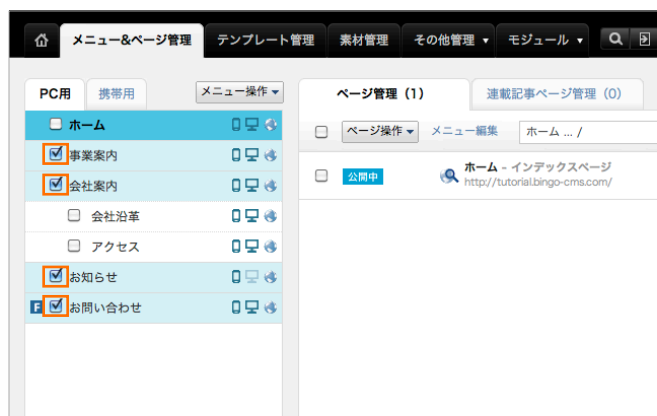 メニュー&ページ管理 テンプレート管理 素材管理 その他管理 ▼ モジュール ▼
PC用 携帯用 メニュー操作 ▼
ホーム
事業案内
会社案内
会社沿革
アクセス
お知らせ
F お問い合わせ
ページ管理（1） 連載記事ページ管理（0）
ページ操作 ▼ メニュー編集 ホーム ... /
公開中 ホーム - インデックスページ
http://tutorial.bingo-cms.com/